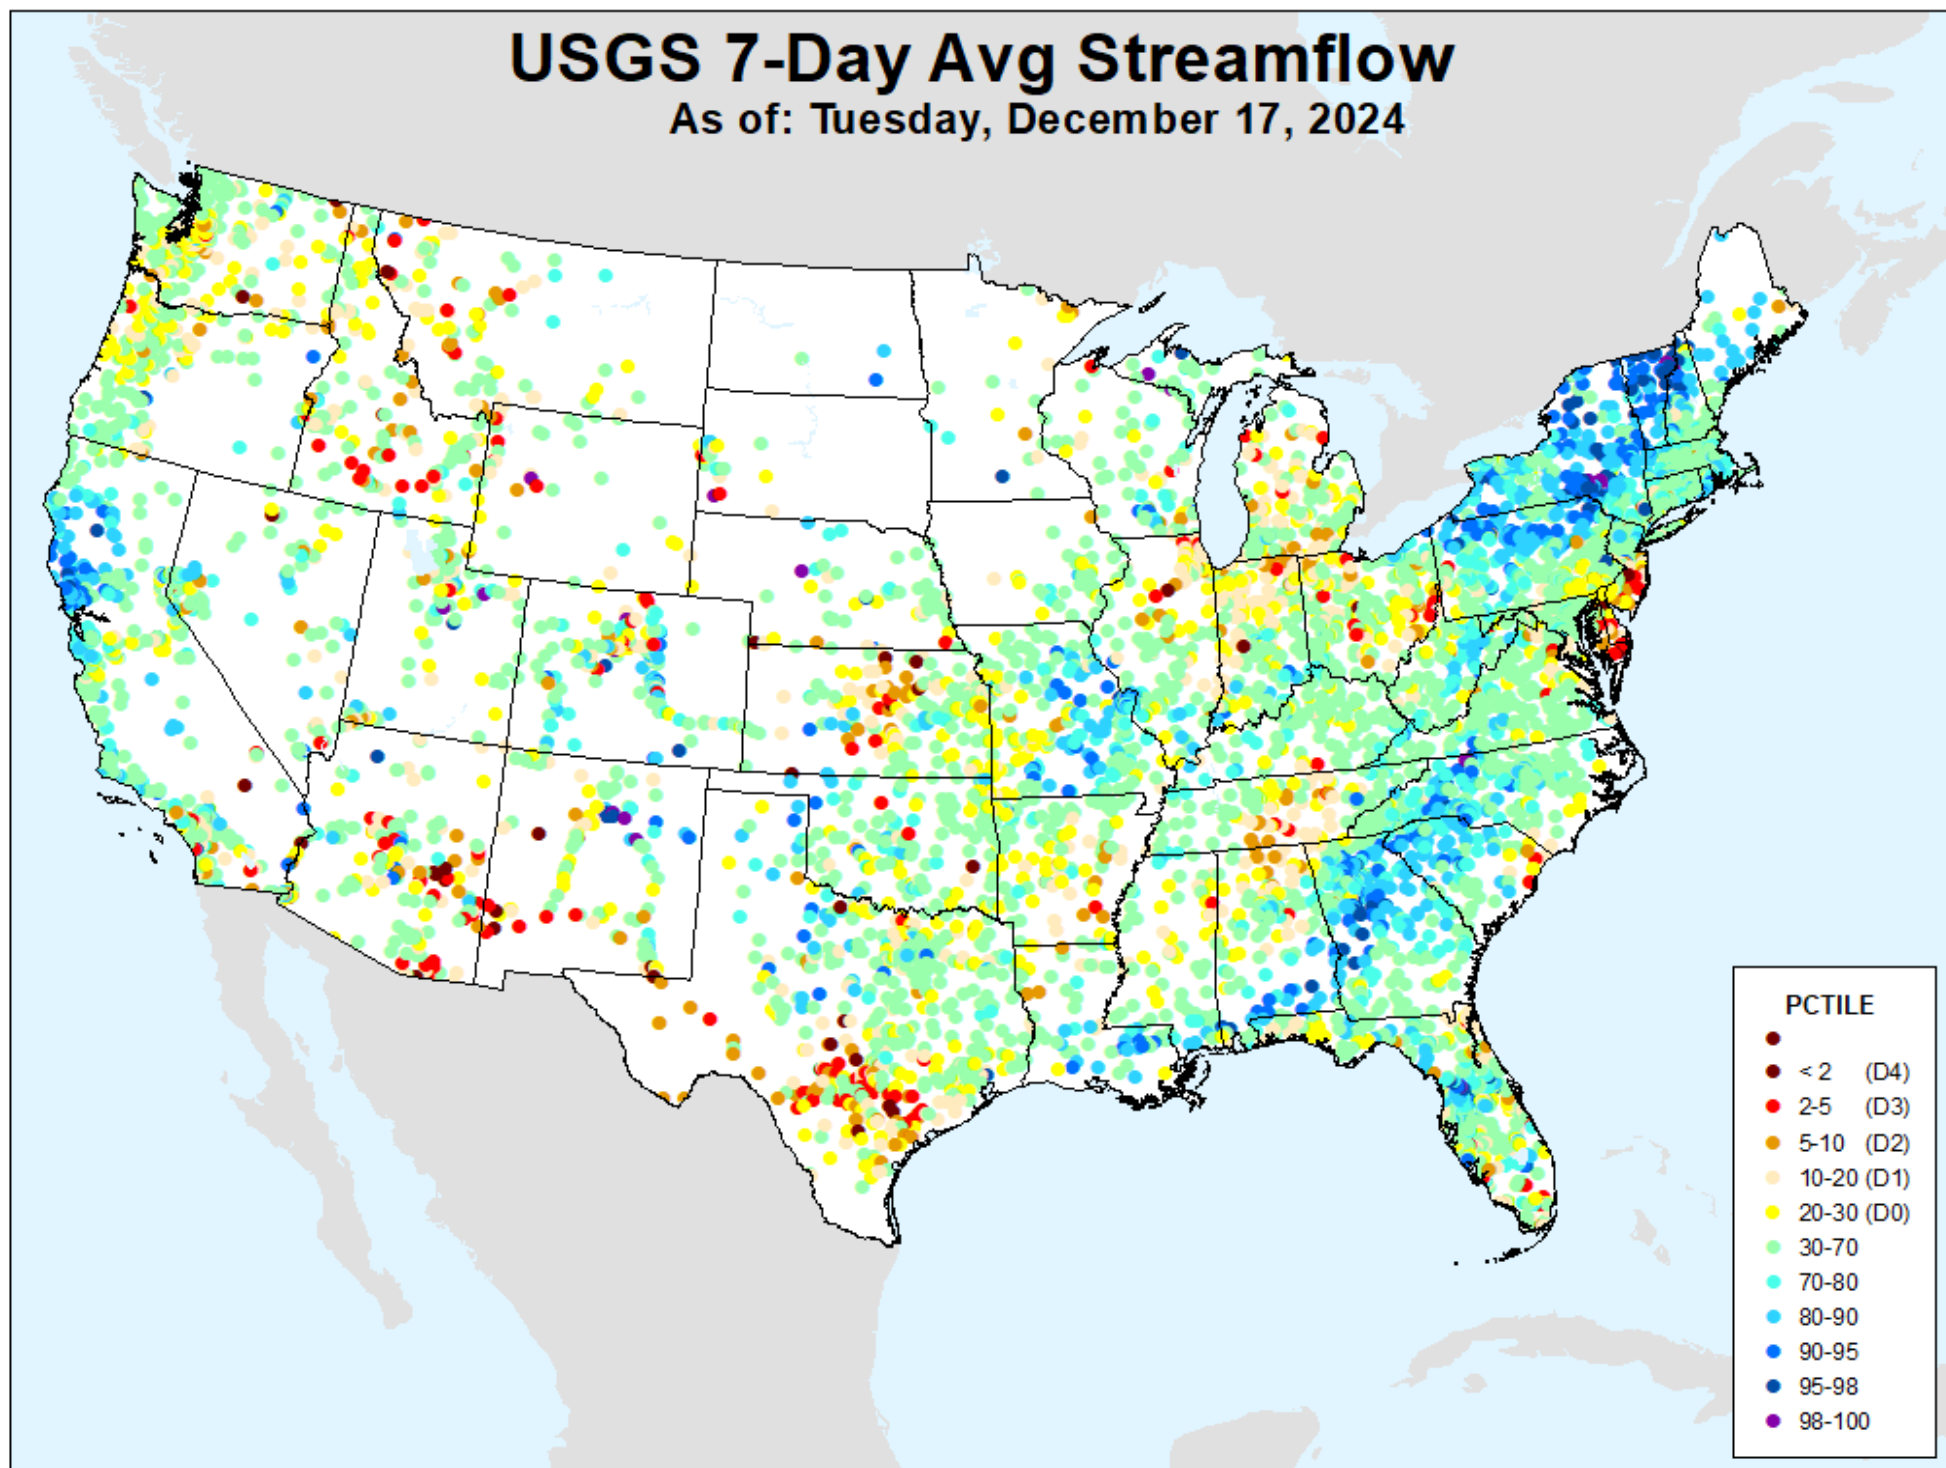 USGS 7-Day Avg Streamflow
As of: Tuesday, December 17, 2024
PCTILE
< 2 (D4)
2-5 (D3)
5-10 (D2)
10-20 (D1)
20-30 (D0)
30-70
70-80
80-90
90-95
95-98
98-100